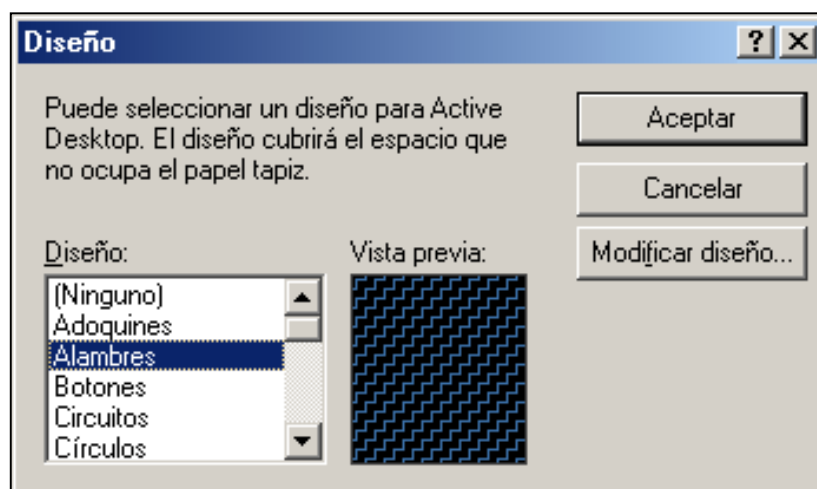 Diseño
Puede seleccionar un diseño para Active
Desktop. El diseño cubrirá el espacio que
no ocupa el papel tapiz.
Aceptar
Cancelar
Modificar diseño...
Diseño:
Vista previa:
(Ninguno)
Adoquines
Alambres
Botones
Circuitos
Círculos